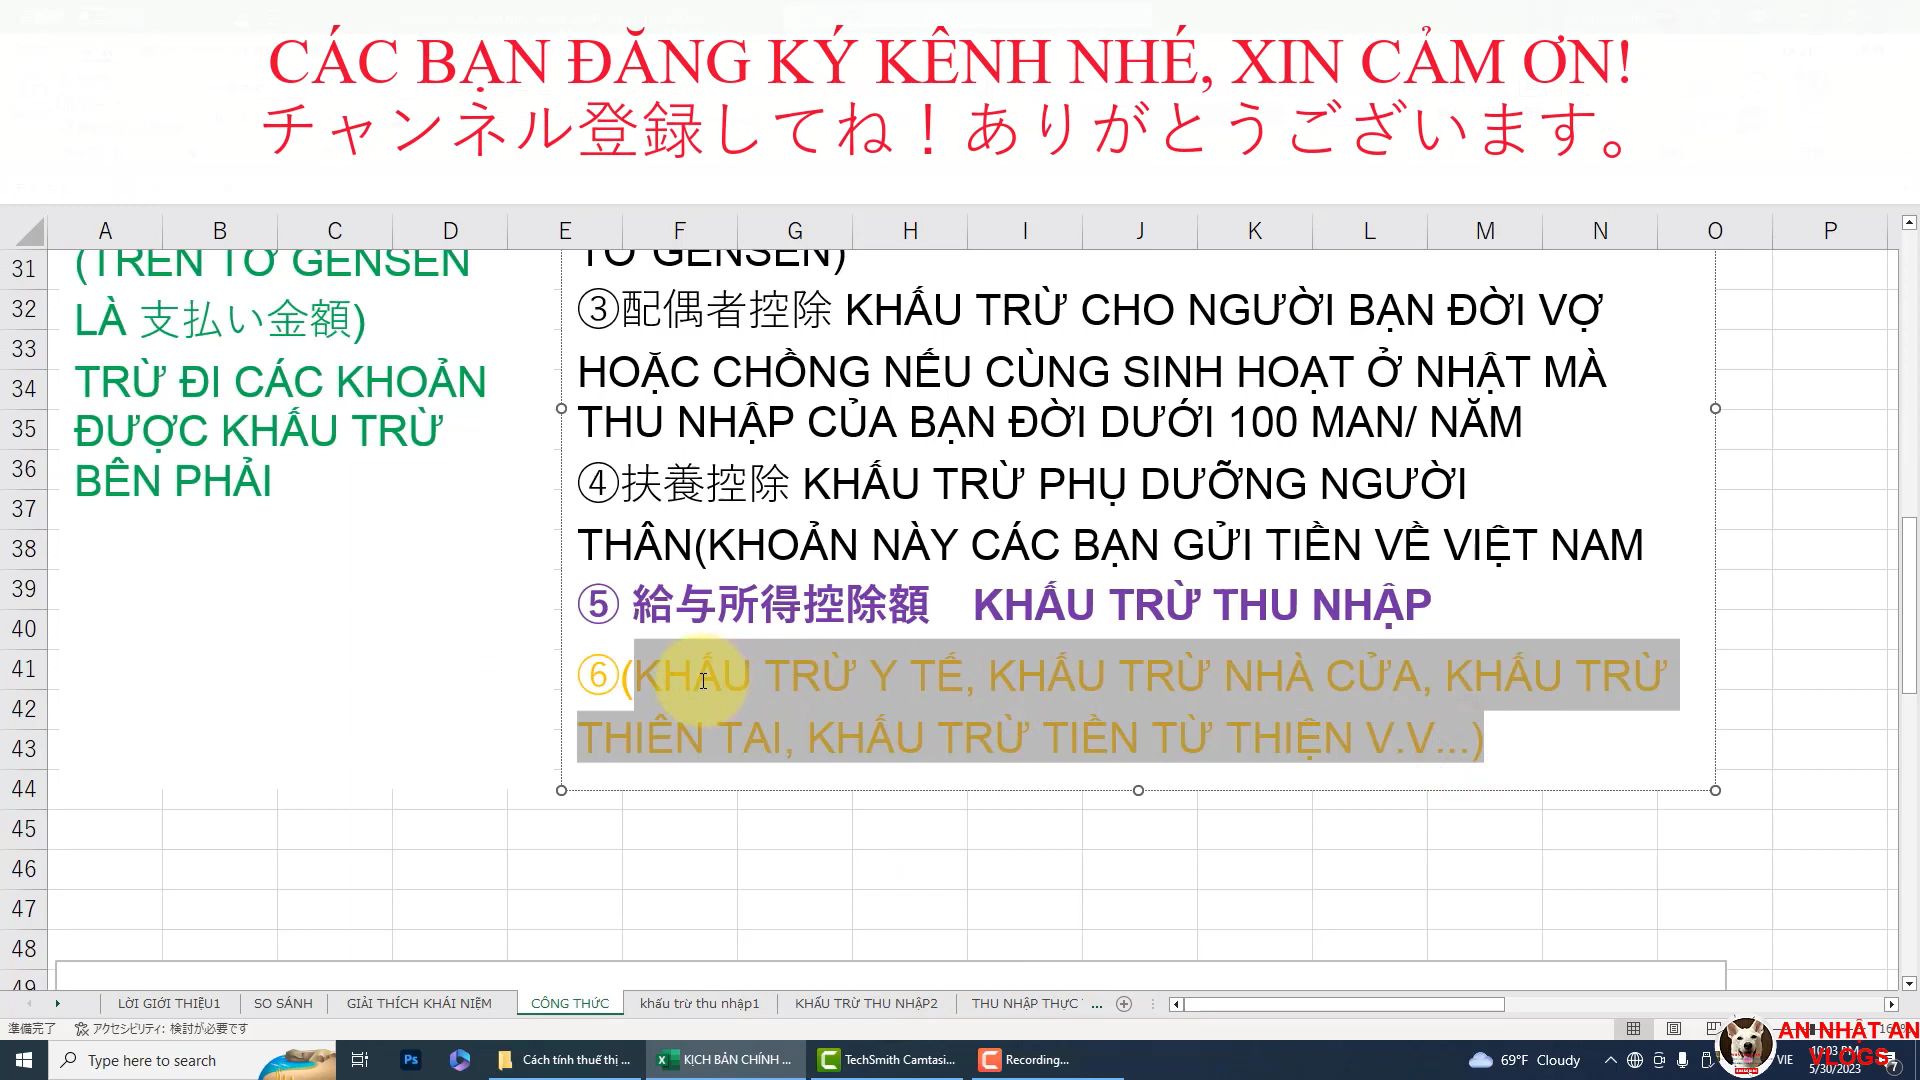 CÁC BẠN ĐĂNG KÝ KÊNH NHÉ, XIN CẢM ƠN!
チャンネル登録してね！ありがとうございます。
A B C D E F G H I J K L M N O P
31
32
33
34
35
36
37
38
39
40
41
42
43
44
45
46
47
48
49
(TRÊN TỜ GENSEN
LÀ 支払い金額)
TRỪ ĐI CÁC KHOẢN
ĐƯỢC KHẤU TRỪ
BÊN PHẢI
TỜ GENSEN)
③配偶者控除 KHẤU TRỪ CHO NGƯỜI BẠN ĐỜI VỢ
HOẶC CHỒNG NẾU CÙNG SINH HOẠT Ở NHẬT MÀ
THU NHẬP CỦA BẠN ĐỜI DƯỚI 100 MAN/ NĂM
④扶養控除 KHẤU TRỪ PHỤ DƯỠNG NGƯỜI
THÂN(KHOẢN NÀY CÁC BẠN GỬI TIỀN VỀ VIỆT NAM
⑤ 給与所得控除額　KHẤU TRỪ THU NHẬP
⑥(KHẤU TRỪ Y TẾ, KHẤU TRỪ NHÀ CỬA, KHẤU TRỪ
THIÊN TAI, KHẤU TRỪ TIỀN TỪ THIỆN V.V...)
LỜI GIỚI THIỆU1 SO SÁNH GIẢI THÍCH KHÁI NIỆM CÔNG THỨC khấu trừ thu nhập1 KHẤU TRỪ THU NHẬP2 THU NHẬP THỰC ...
準備完了 アクセシビリティ: 検討が必要です
AN NHẬT AN
VLOGS
Type here to search Ps Cách tính thuế thị ... KỊCH BẢN CHÍNH ... TechSmith Camtasi... Recording... 69°F Cloudy VIE 10:03 PM
5/30/2023 7